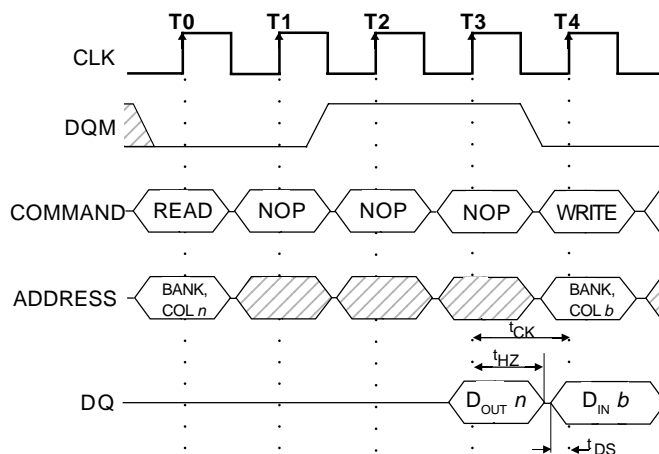 T0 T1 T2 T3 T4
CLK
DQM
COMMAND READ NOP NOP NOP WRITE
ADDRESS BANK, COL n BANK, COL b
tCK
tHZ
DQ DOUT n DIN b
tDS